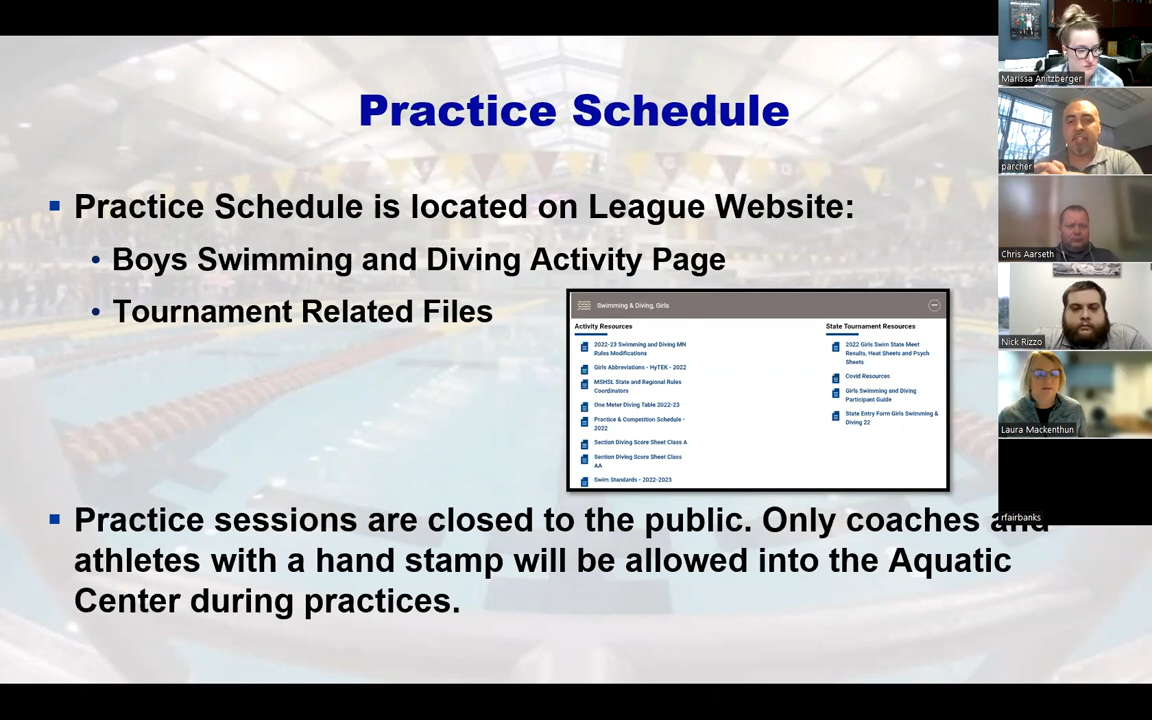 Practice Schedule
Practice Schedule is located on League Website:
Boys Swimming and Diving Activity Page
Tournament Related Files
Swimming & Diving, Girls
Activity Resources
2022-23 Swimming and Diving MN
Rules Modifications
Girls Abbreviations - HyTEK - 2022
MSHSL State and Regional Rules
Coordinators
One Meter Diving Table 2022-23
Practice & Competition Schedule -
2022
Section Diving Score Sheet Class A
Section Diving Score Sheet Class
AA
Swim Standards - 2022-2023
State Tournament Resources
2022 Girls Swim State Meet
Results, Heat Sheets and Psych
Sheets
Covid Resources
Girls Swimming and Diving
Participant Guide
State Entry Form Girls Swimming &
Diving 22
Practice sessions are closed to the public. Only coaches and
athletes with a hand stamp will be allowed into the Aquatic
Center during practices.
Marissa Anitzberger
parcher
Chris Aarseth
Nick Rizzo
Laura Mackenthun
rfairbanks